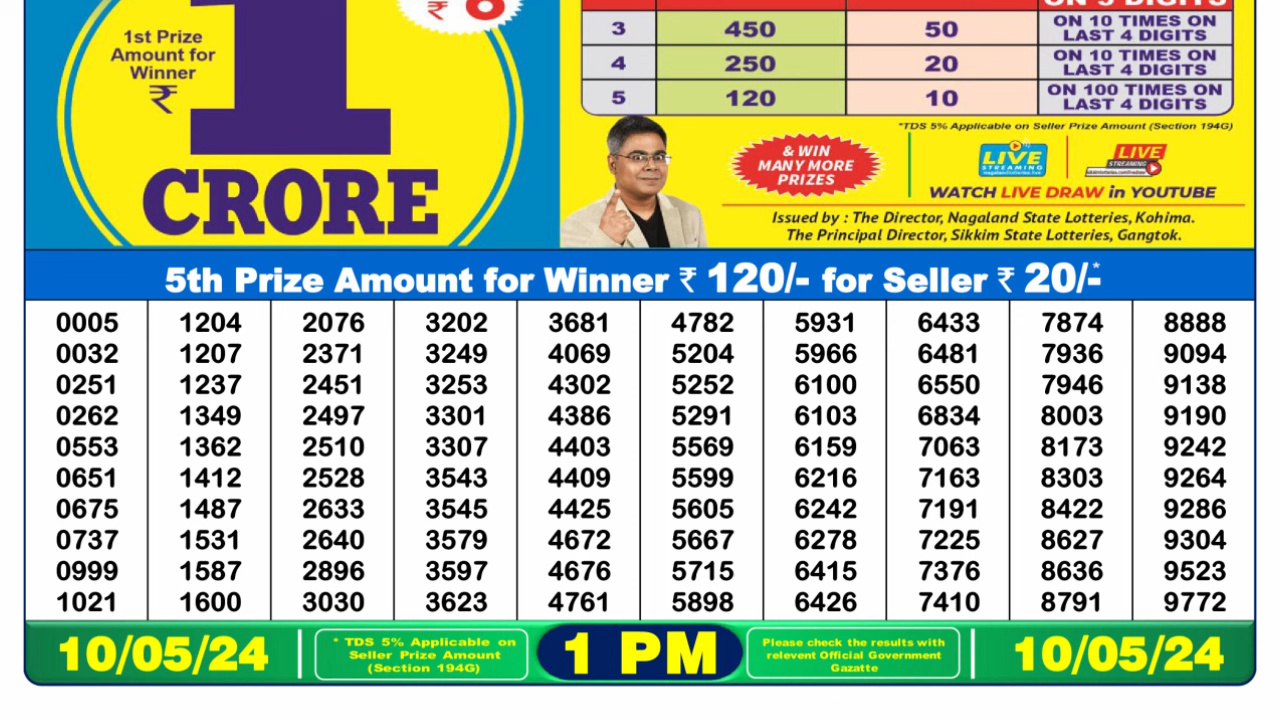 ₹ 6
1st Prize
Amount for
Winner
₹
1
CRORE
ON 5 DIGITS
3 450 50 ON 10 TIMES ON LAST 4 DIGITS
4 250 20 ON 10 TIMES ON LAST 4 DIGITS
5 120 10 ON 100 TIMES ON LAST 4 DIGITS
*TDS 5% Applicable on Seller Prize Amount (Section 194G)
& WIN
MANY MORE
PRIZES
LIVE
STREAMING
LIVE
STREAMING
WATCH LIVE DRAW in YOUTUBE
Issued by : The Director, Nagaland State Lotteries, Kohima.
The Principal Director, Sikkim State Lotteries, Gangtok.
5th Prize Amount for Winner ₹ 120/- for Seller ₹ 20/-*
0005 1204 2076 3202 3681 4782 5931 6433 7874 8888
0032 1207 2371 3249 4069 5204 5966 6481 7936 9094
0251 1237 2451 3253 4302 5252 6100 6550 7946 9138
0262 1349 2497 3301 4386 5291 6103 6834 8003 9190
0553 1362 2510 3307 4403 5569 6159 7063 8173 9242
0651 1412 2528 3543 4409 5599 6216 7163 8303 9264
0675 1487 2633 3545 4425 5605 6242 7191 8422 9286
0737 1531 2640 3579 4672 5667 6278 7225 8627 9304
0999 1587 2896 3597 4676 5715 6415 7376 8636 9523
1021 1600 3030 3623 4761 5898 6426 7410 8791 9772
10/05/24
* TDS 5% Applicable on
Seller Prize Amount
(Section 194G)
1 PM
Please check the results with
relevent Official Government
Gazatte
10/05/24